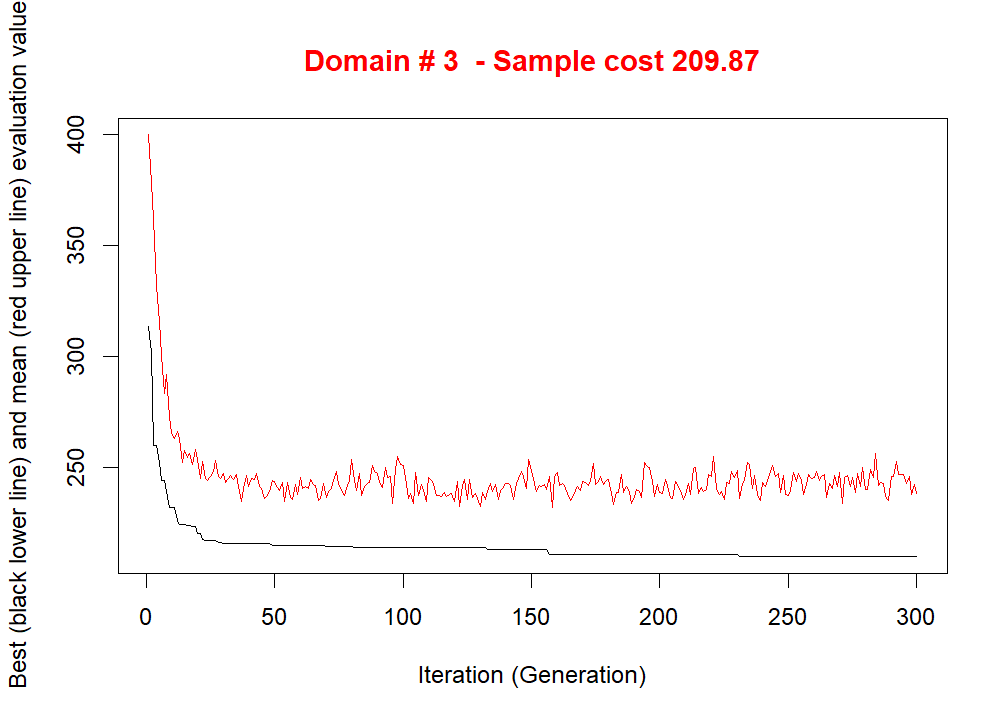 Domain # 3  - Sample cost 209.87
Best (black lower line) and mean (red upper line) evaluation value
400
350
300
250
0 50 100 150 200 250 300
Iteration (Generation)